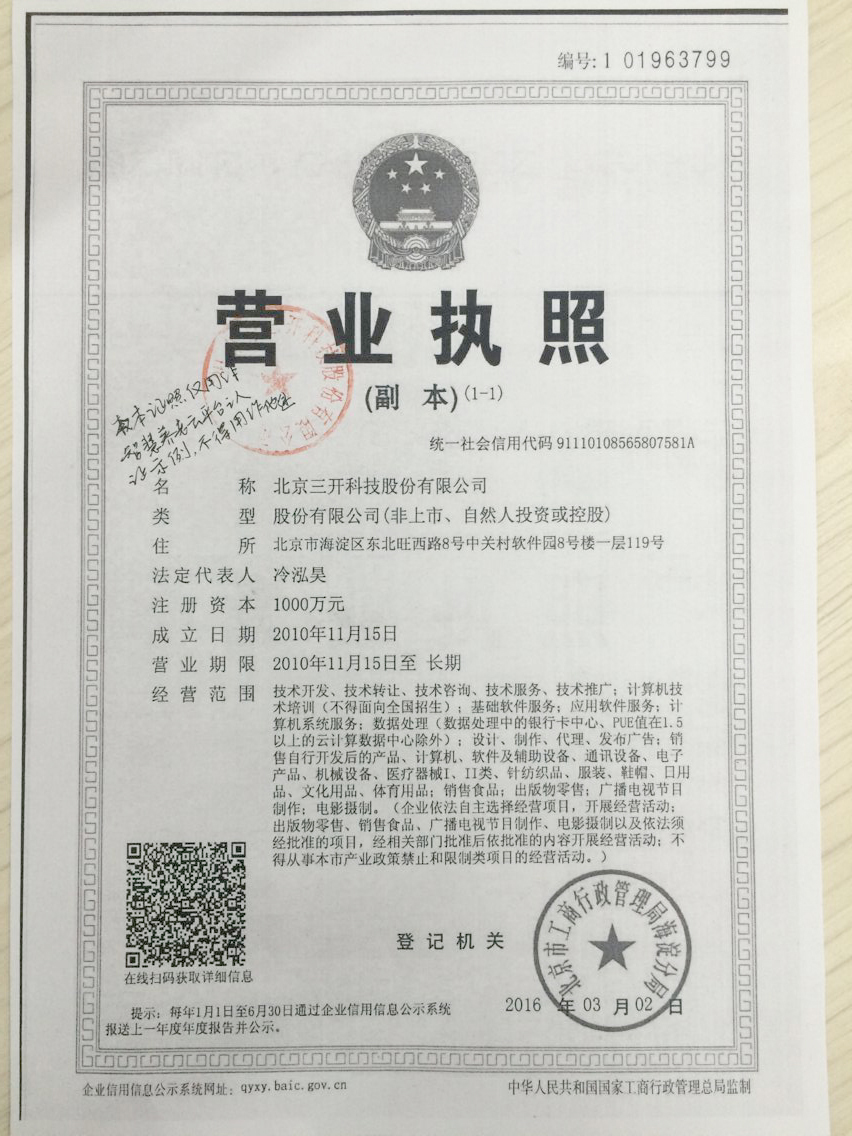 编号:1 01963799
营业执照
(副 本)(1-1)
统一社会信用代码 91110108565807581A
本证照仅用作
智慧养老云平台认
证示例,不得用作他途
名 称 北京三开科技股份有限公司
类 型 股份有限公司(非上市、自然人投资或控股)
住 所 北京市海淀区东北旺西路8号中关村软件园8号楼一层119号
法定代表人 冷泓昊
注 册 资 本 1000万元
成 立 日 期 2010年11月15日
营 业 期 限 2010年11月15日至 长期
经 营 范 围 技术开发、技术转让、技术咨询、技术服务、技术推广；计算机技
术培训（不得面向全国招生）；基础软件服务；应用软件服务；计
算机系统服务；数据处理（数据处理中的银行卡中心、PUE值在1.5
以上的云计算数据中心除外）；设计、制作、代理、发布广告；销
售自行开发后的产品、计算机、软件及辅助设备、通讯设备、电子
产品、机械设备、医疗器械I、II类、针纺织品、服装、鞋帽、日用
品、文化用品、体育用品；销售食品；出版物零售；广播电视节目
制作；电影摄制。（企业依法自主选择经营项目，开展经营活动；
出版物零售、销售食品、广播电视节目制作、电影摄制以及依法须
经批准的项目，经相关部门批准后依批准的内容开展经营活动；不
得从事本市产业政策禁止和限制类项目的经营活动。）
在线扫码获取详细信息
登 记 机 关
北京市工商行政管理局海淀分局
2016 年 03 月 02 日
提示：每年1月1日至6月30日通过企业信用信息公示系统
报送上一年度年度报告并公示。
企业信用信息公示系统网址：qyxy.baic.gov.cn
中华人民共和国国家工商行政管理总局监制